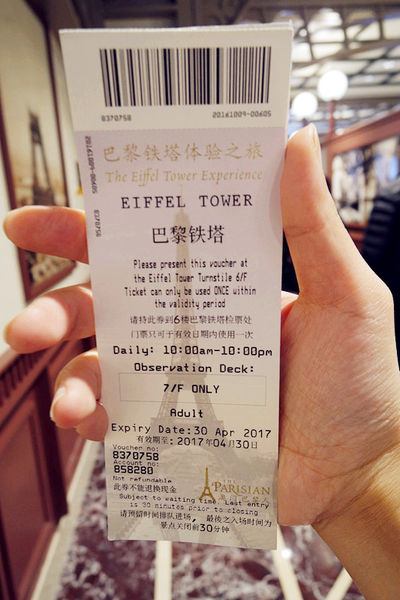 8370758 20161009-00605
巴黎铁塔体验之旅
The Eiffel Tower Experience
EIFFEL TOWER
巴黎铁塔
Please present this voucher at
the Eiffel Tower Turnstile 6/F
Ticket can only be used ONCE within
the validity period
请持此券到6楼巴黎铁塔检票处
门票只可于有效日期内使用一次
Daily: 10:00am-10:00pm
Observation Deck:
7/F ONLY
Adult
Expiry Date:30 Apr 2017
有效期至:2017年04月30日
Voucher no:
8370758
Account no:
858280
Not refundable
此券不能退换现金
THE
PARISIAN
Subject to waiting time. Last entry
is 30 minutes prior to closing
请预留时间排队进场, 最後之入场时间为
景点关闭前30分钟
8370758